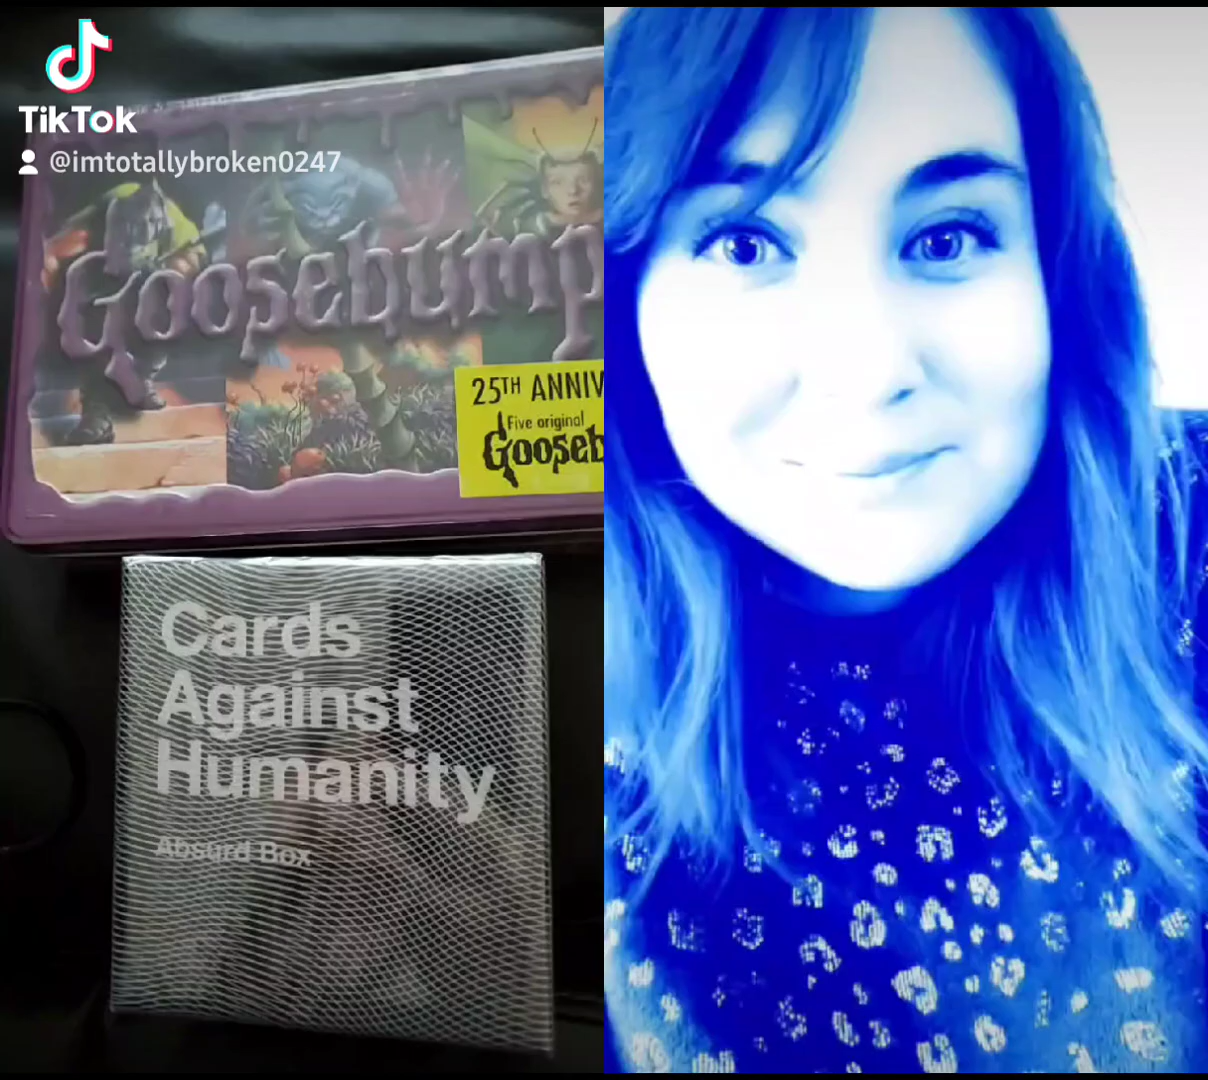 TikTok
@imtotallybroken0247
Goosebump
25TH ANNIV
Five original
Gooseb
Cards
Against
Humanity
Absurd Box